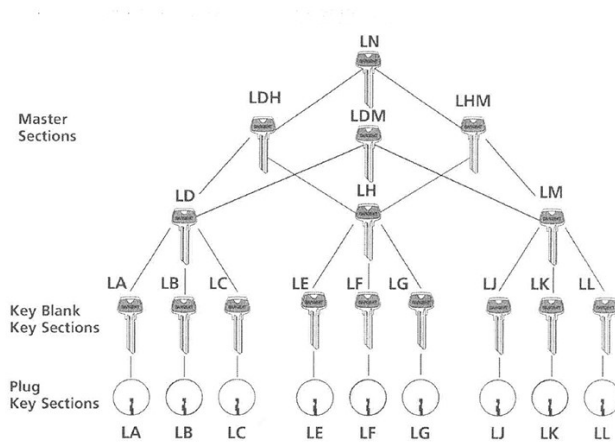 LN
LDH
LDM
LHM
Master
Sections
LD
LH
LM
LA LB LC LE LF LG LJ LK LL
Key Blank
Key Sections
Plug
Key Sections
LA LB LC LE LF LG LJ LK LL